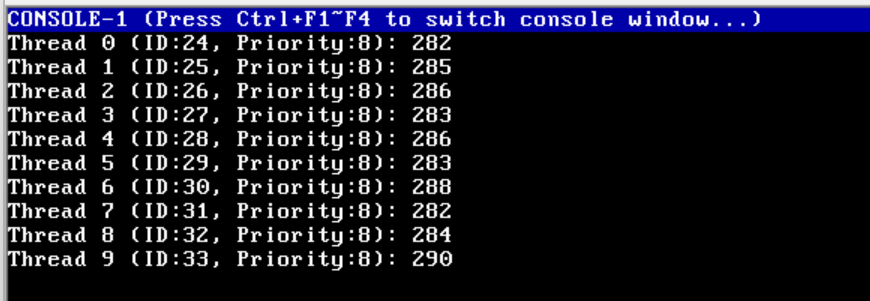 CONSOLE-1 (Press Ctrl+F1~F4 to switch console window...)
Thread 0 (ID:24, Priority:8): 282
Thread 1 (ID:25, Priority:8): 285
Thread 2 (ID:26, Priority:8): 286
Thread 3 (ID:27, Priority:8): 283
Thread 4 (ID:28, Priority:8): 286
Thread 5 (ID:29, Priority:8): 283
Thread 6 (ID:30, Priority:8): 288
Thread 7 (ID:31, Priority:8): 282
Thread 8 (ID:32, Priority:8): 284
Thread 9 (ID:33, Priority:8): 290